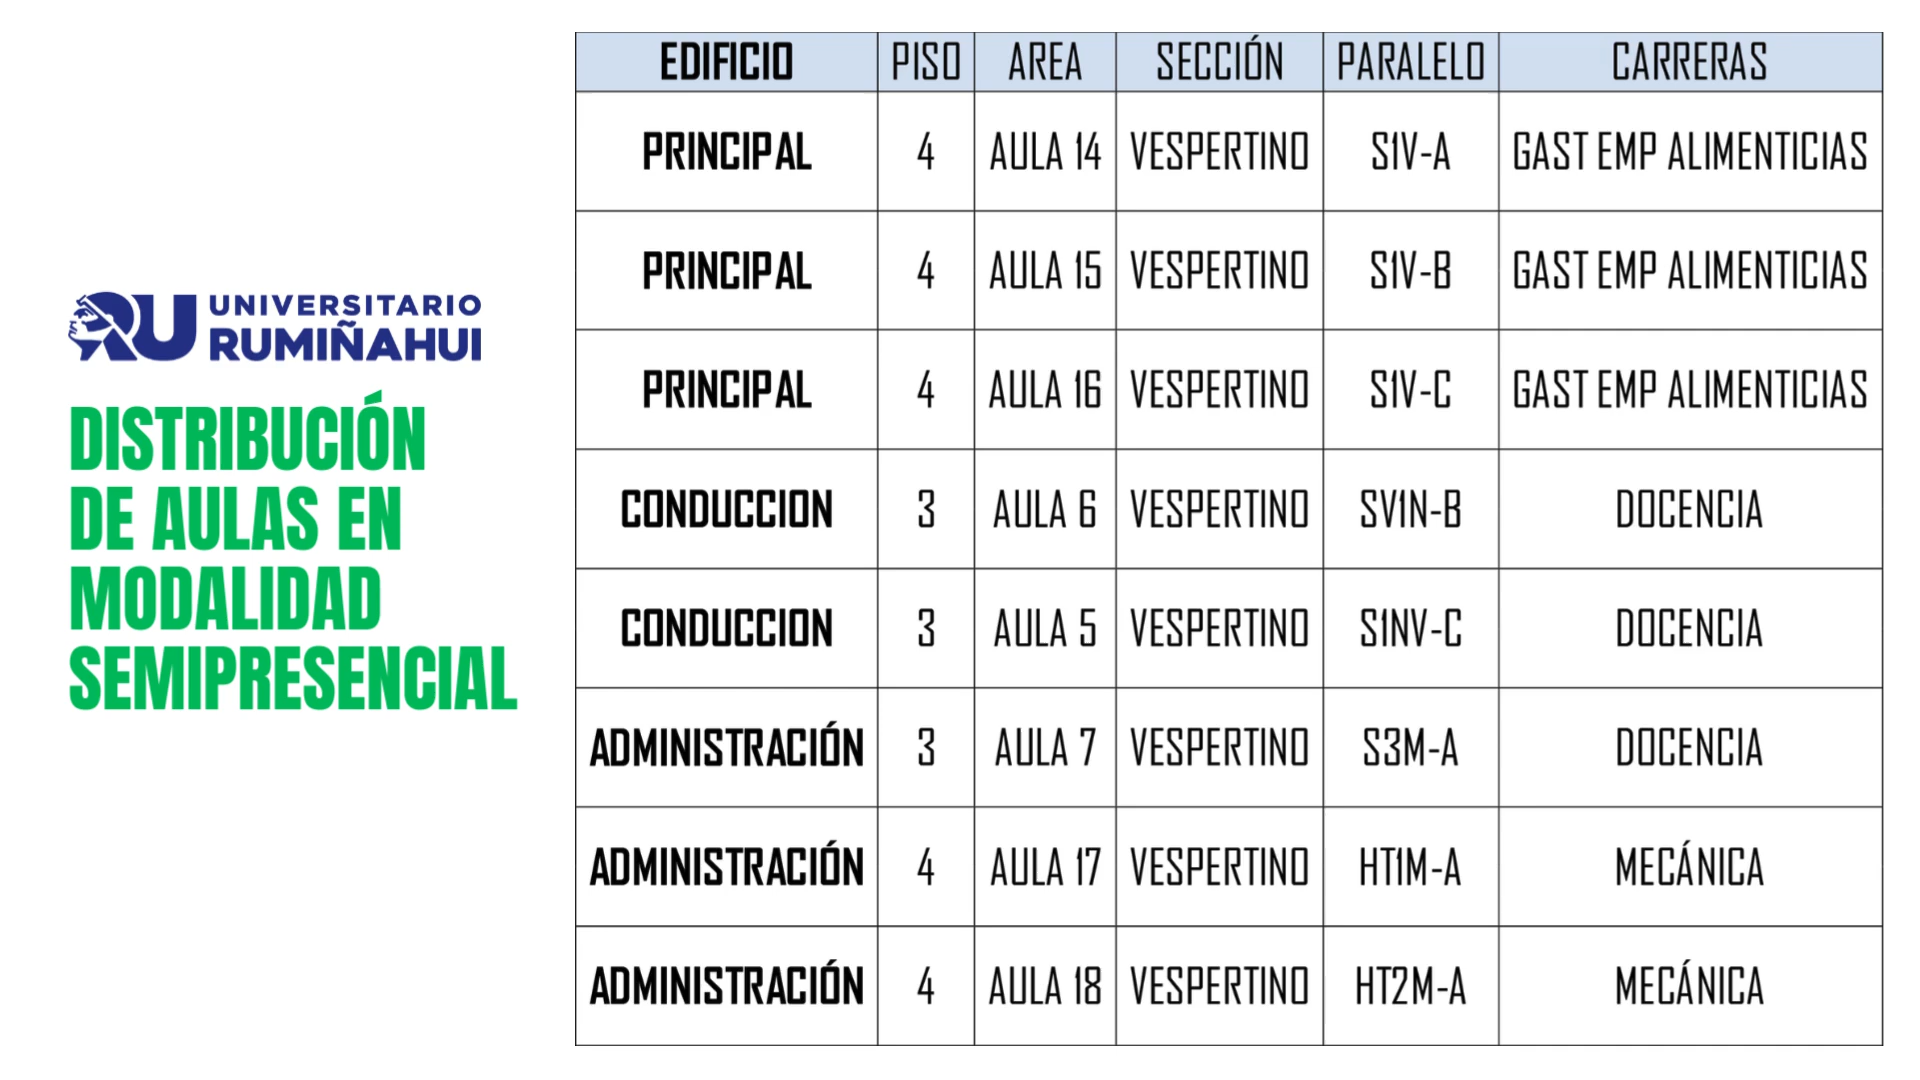 UNIVERSITARIO
RUMIÑAHUI
DISTRIBUCIÓN
DE AULAS EN
MODALIDAD
SEMIPRESENCIAL
EDIFICIO PISO AREA SECCIÓN PARALELO CARRERAS
PRINCIPAL 4 AULA 14 VESPERTINO S1V-A GAST EMP ALIMENTICIAS
PRINCIPAL 4 AULA 15 VESPERTINO S1V-B GAST EMP ALIMENTICIAS
PRINCIPAL 4 AULA 16 VESPERTINO S1V-C GAST EMP ALIMENTICIAS
CONDUCCION 3 AULA 6 VESPERTINO SV1N-B DOCENCIA
CONDUCCION 3 AULA 5 VESPERTINO S1NV-C DOCENCIA
ADMINISTRACIÓN 3 AULA 7 VESPERTINO S3M-A DOCENCIA
ADMINISTRACIÓN 4 AULA 17 VESPERTINO HT1M-A MECÁNICA
ADMINISTRACIÓN 4 AULA 18 VESPERTINO HT2M-A MECÁNICA